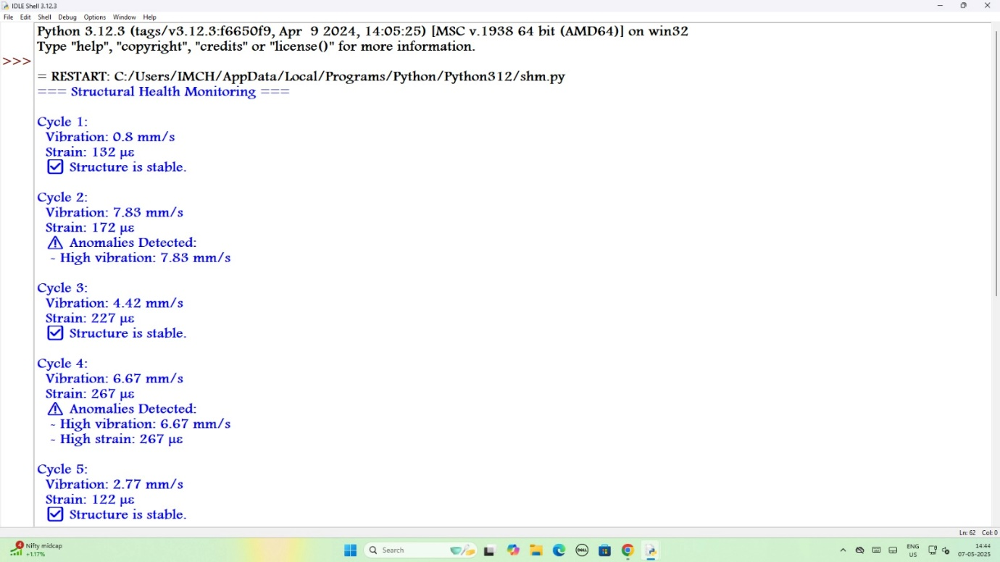 IDLE Shell 3.12.3
File Edit Shell Debug Options Window Help
Python 3.12.3 (tags/v3.12.3:f6650f9, Apr  9 2024, 14:05:25) [MSC v.1938 64 bit (AMD64)] on win32
Type "help", "copyright", "credits" or "license()" for more information.
>>>
= RESTART: C:/Users/IMCH/AppData/Local/Programs/Python/Python312/shm.py
=== Structural Health Monitoring ===
Cycle 1:
Vibration: 0.8 mm/s
Strain: 132 µε
☑ Structure is stable.
Cycle 2:
Vibration: 7.83 mm/s
Strain: 172 µε
⚠ Anomalies Detected:
- High vibration: 7.83 mm/s
Cycle 3:
Vibration: 4.42 mm/s
Strain: 227 µε
☑ Structure is stable.
Cycle 4:
Vibration: 6.67 mm/s
Strain: 267 µε
⚠ Anomalies Detected:
- High vibration: 6.67 mm/s
- High strain: 267 µε
Cycle 5:
Vibration: 2.77 mm/s
Strain: 122 µε
☑ Structure is stable.
Ln: 62 Col: 0
4
Nifty midcap
+1.17%
Search
DELL
ENG
US
14:44
07-05-2025